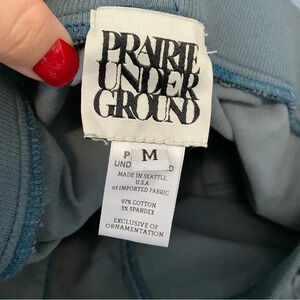 PRAIRIE
UNDER
GROUND
M
MADE IN SEATTLE
U.S.A
of IMPORTED FABRIC
97% COTTON
3% SPANDEX
EXCLUSIVE OF
ORNAMENTATION